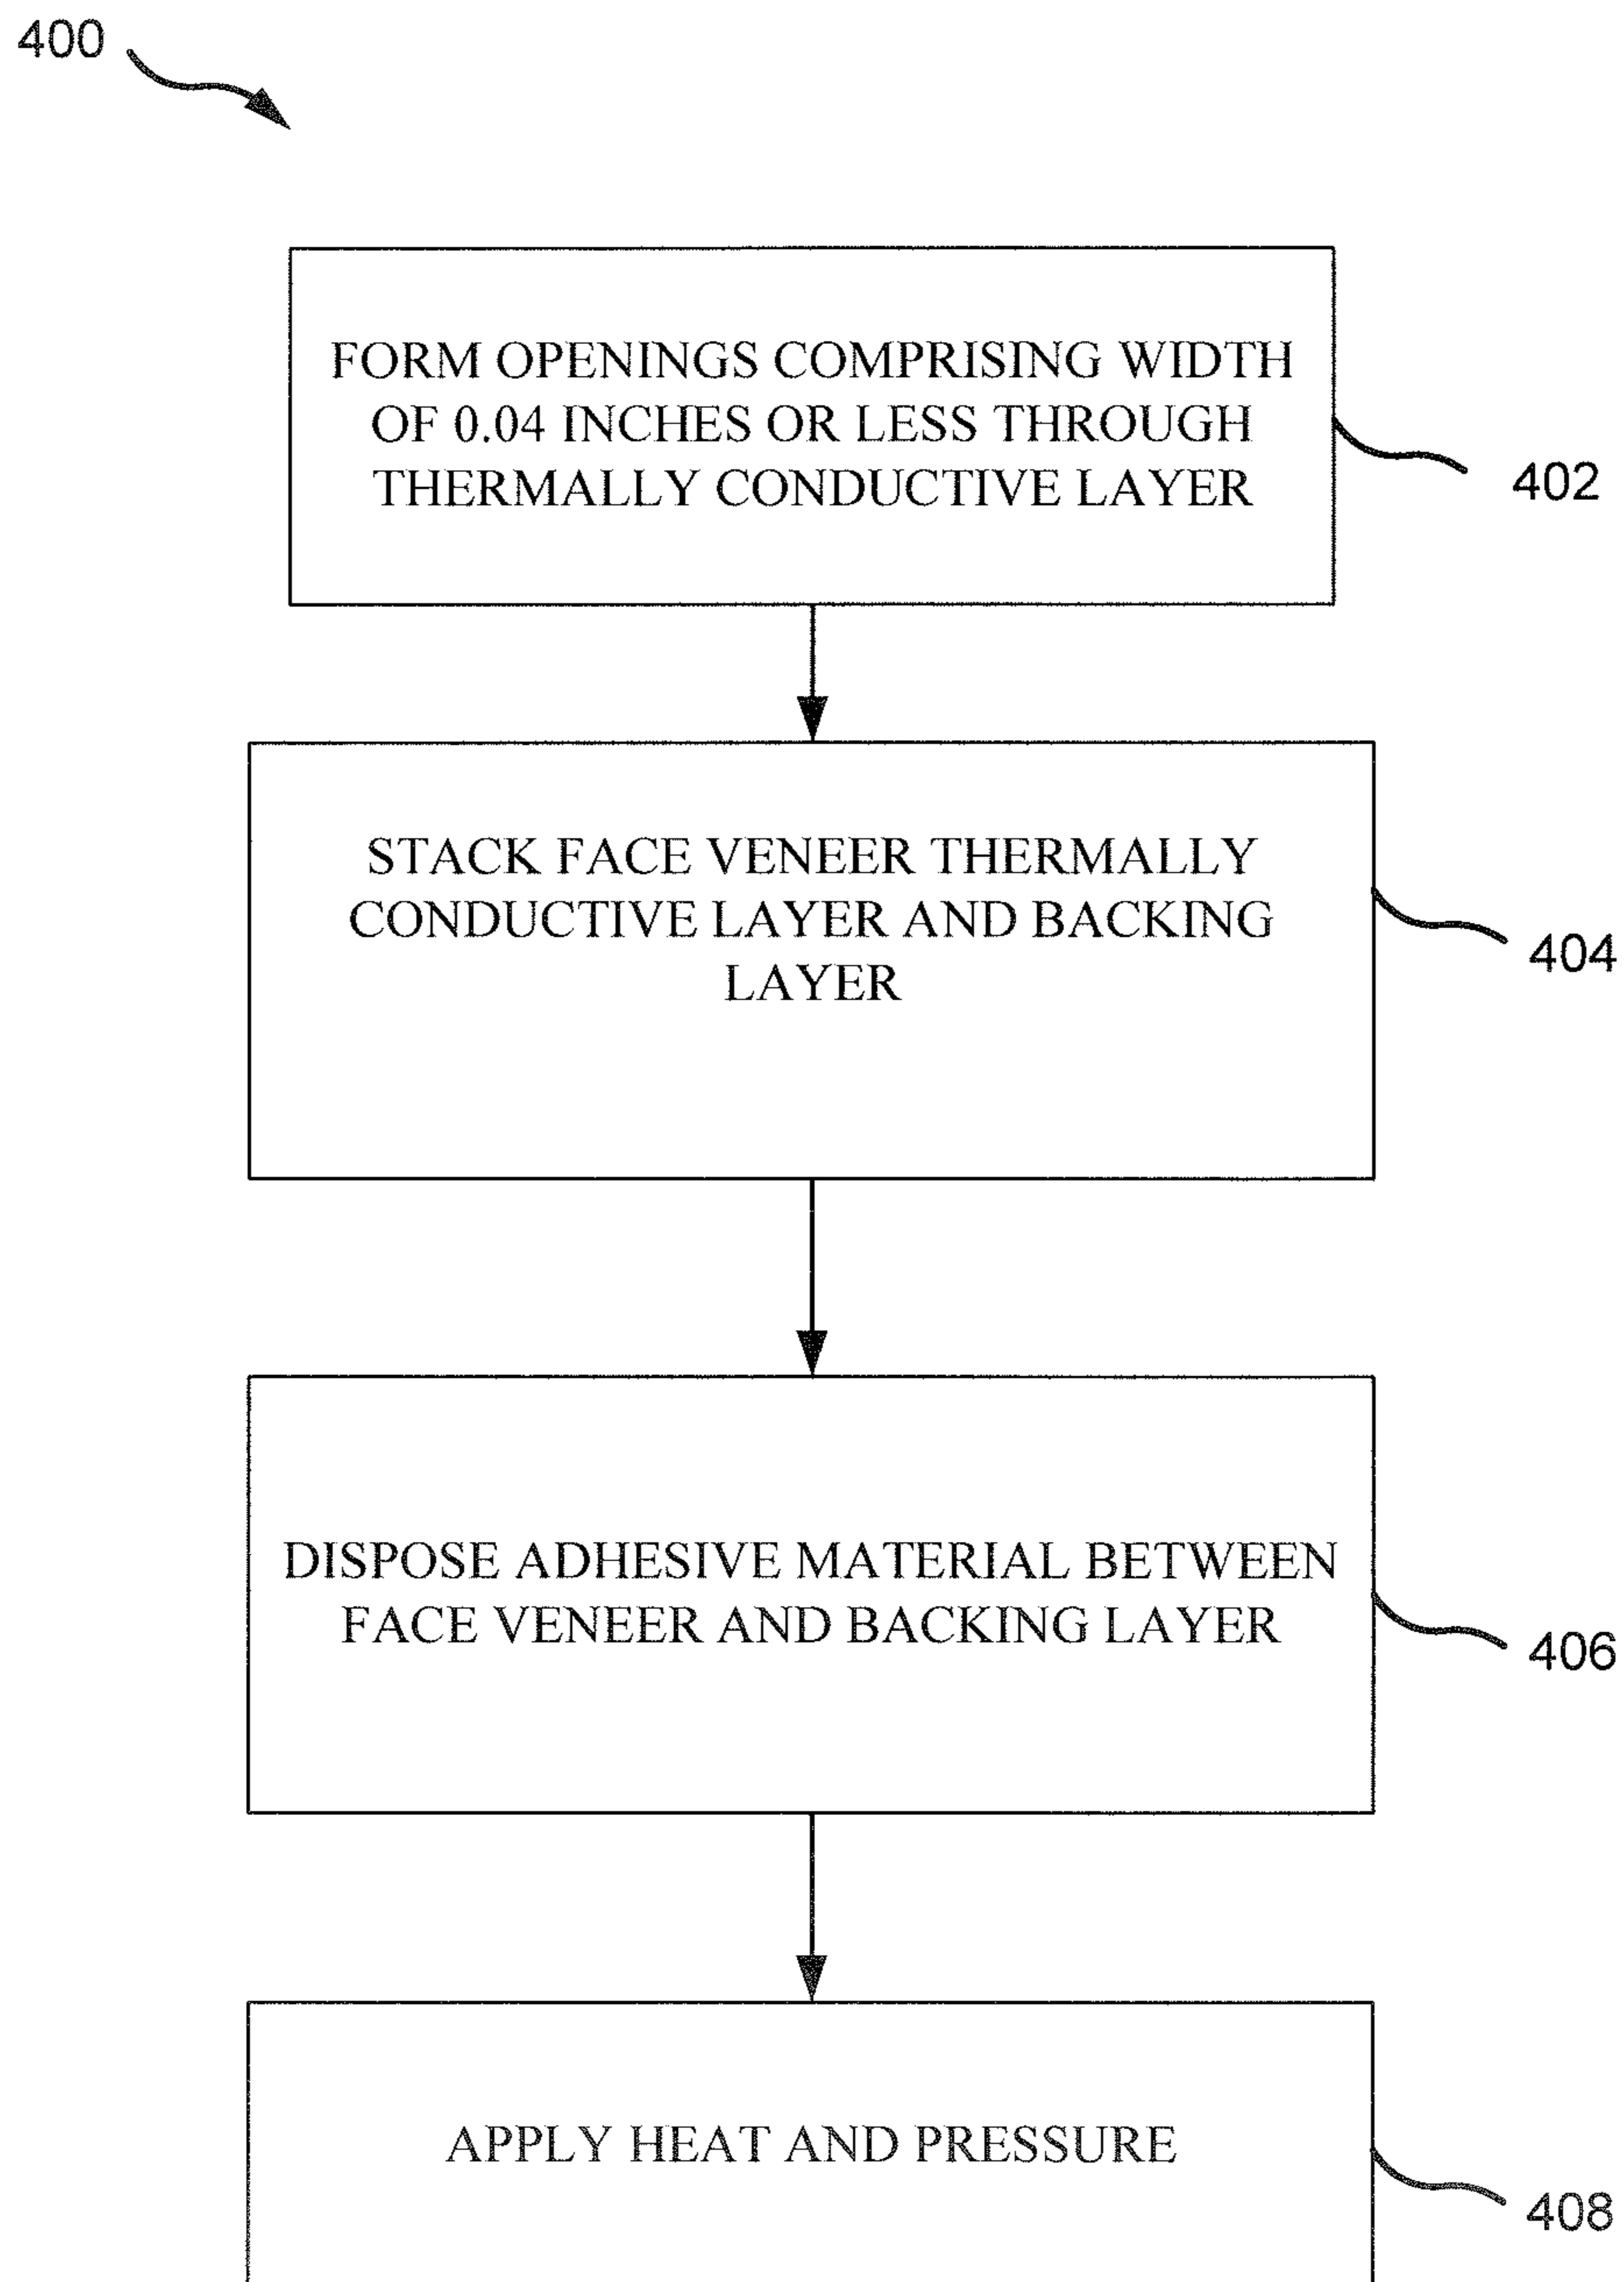 400
FORM OPENINGS COMPRISING WIDTH
OF 0.04 INCHES OR LESS THROUGH
THERMALLY CONDUCTIVE LAYER
402
STACK FACE VENEER THERMALLY
CONDUCTIVE LAYER AND BACKING
LAYER
404
DISPOSE ADHESIVE MATERIAL BETWEEN
FACE VENEER AND BACKING LAYER
406
APPLY HEAT AND PRESSURE
408